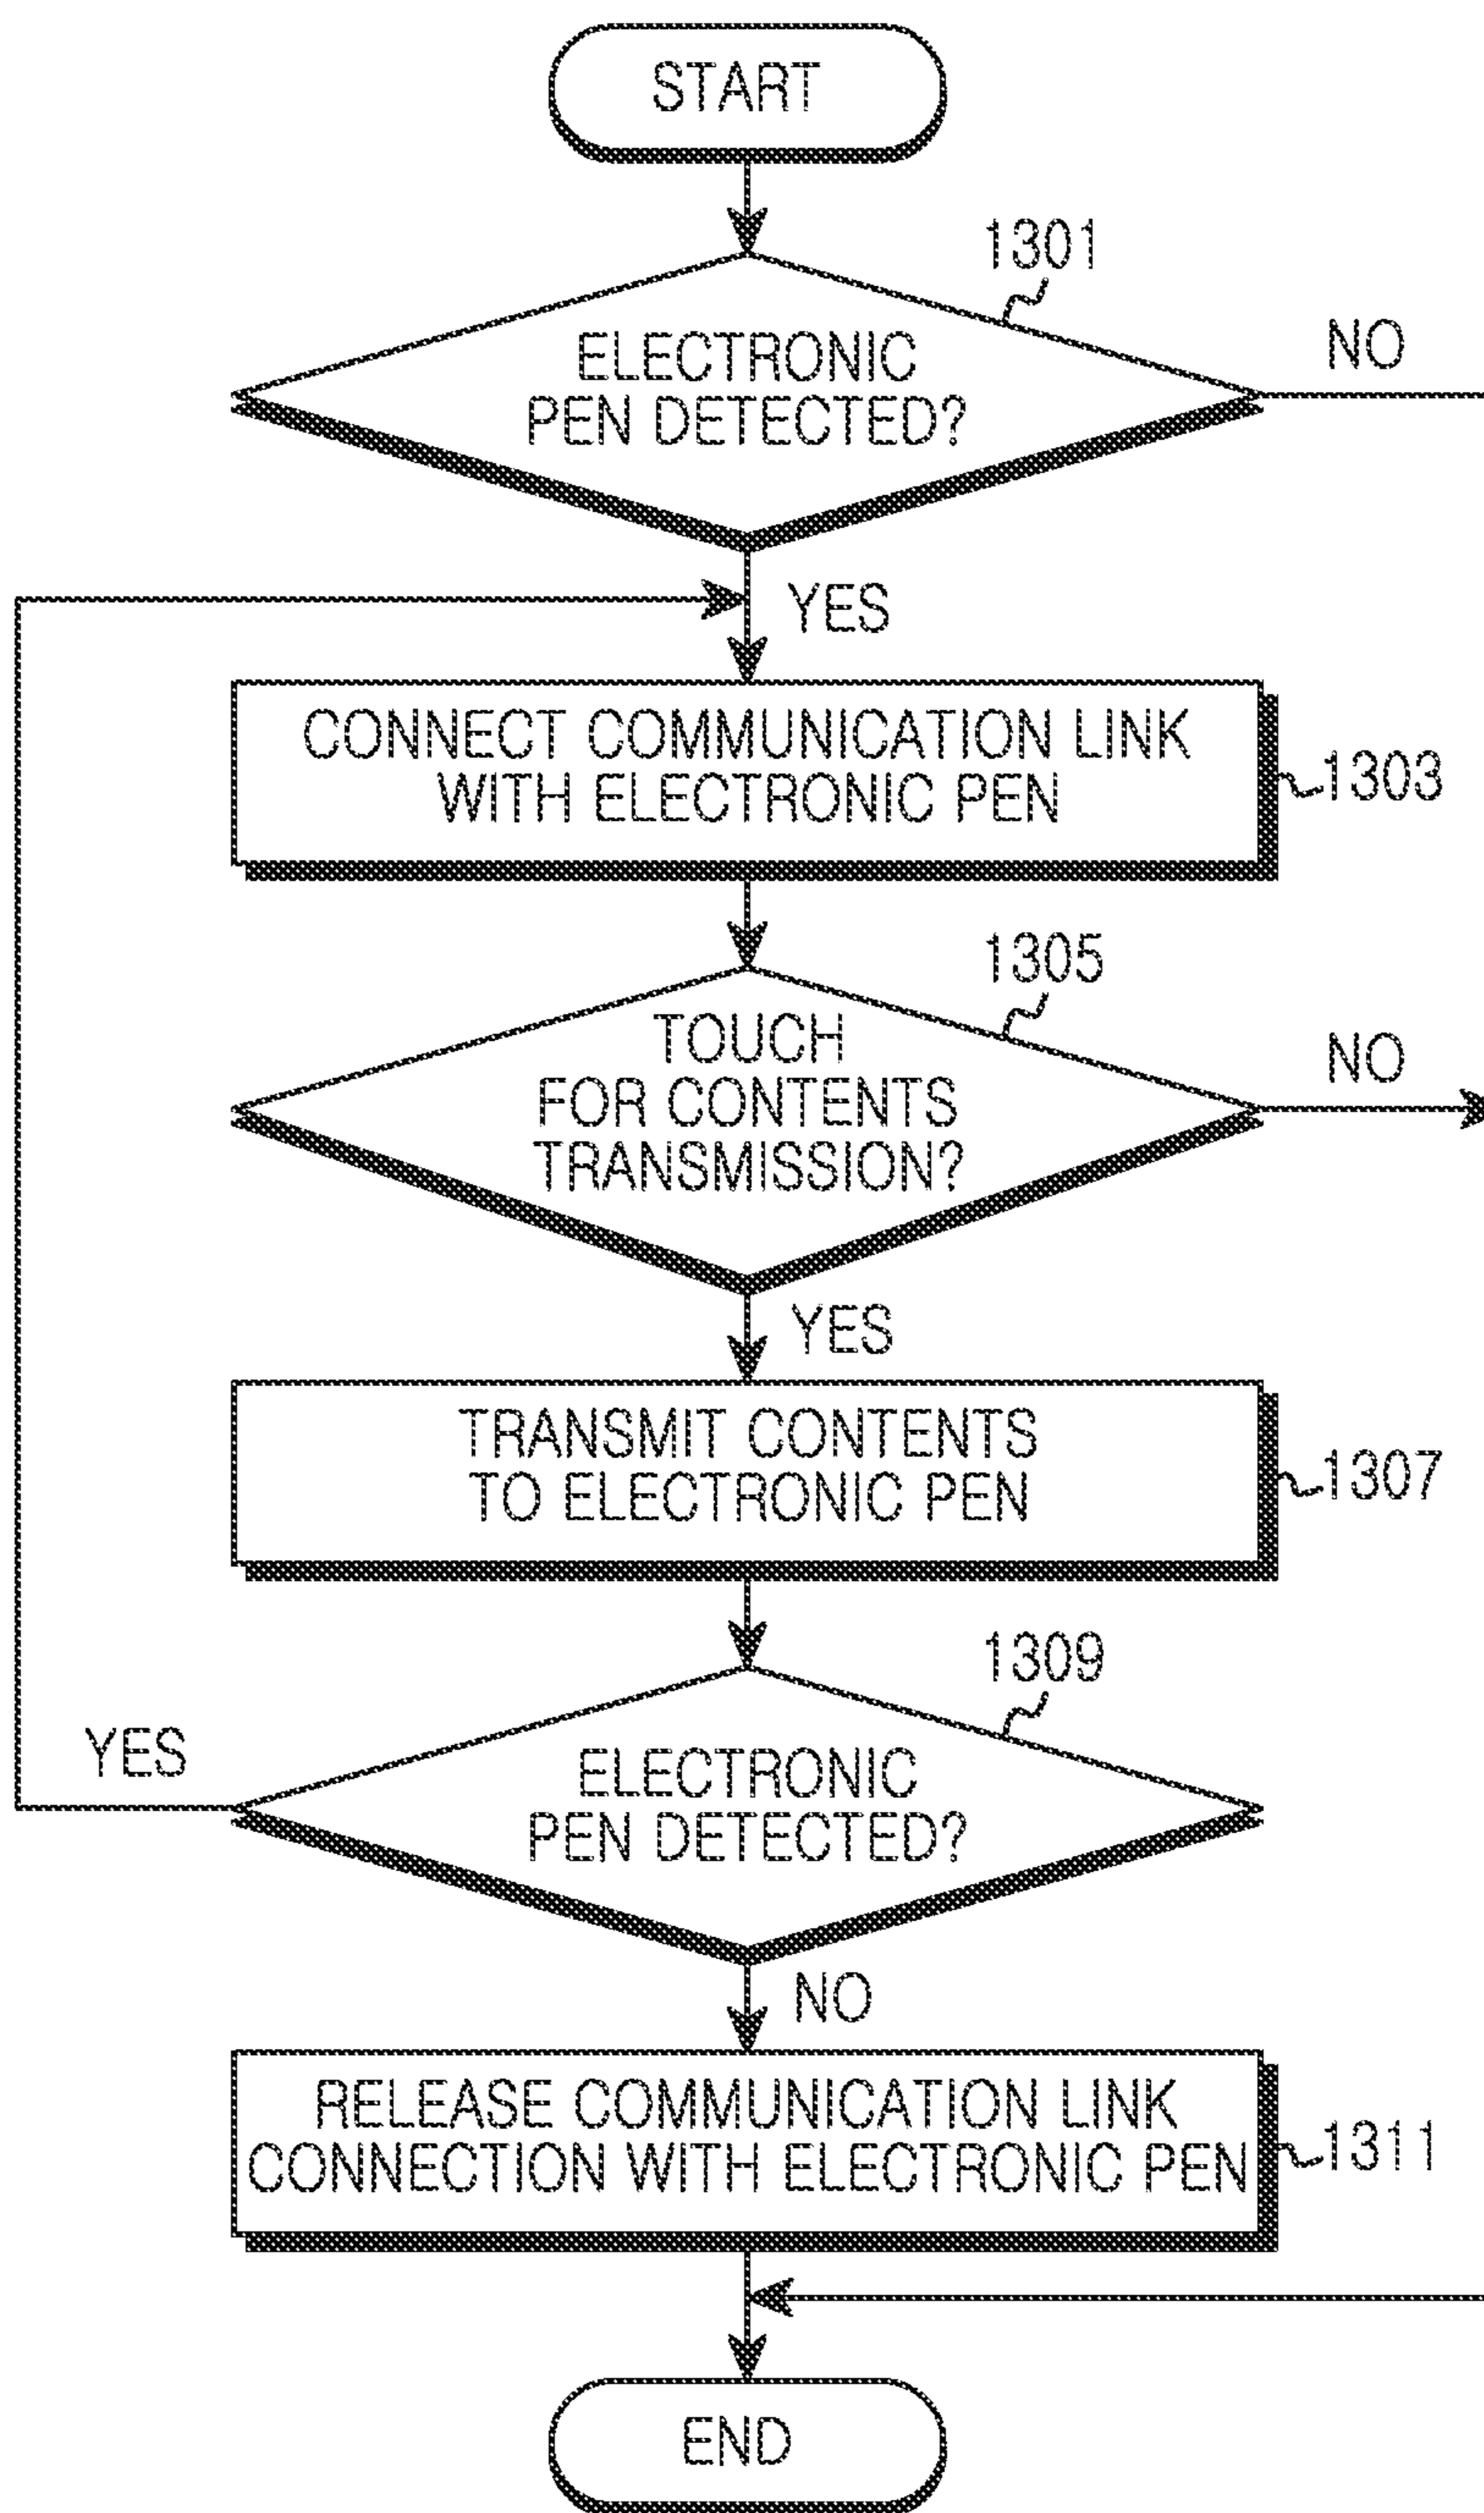 START
1301
ELECTRONIC
PEN DETECTED?
NO
YES
CONNECT COMMUNICATION LINK
WITH ELECTRONIC PEN
1303
1305
TOUCH
FOR CONTENTS
TRANSMISSION?
NO
YES
TRANSMIT CONTENTS
TO ELECTRONIC PEN
1307
1309
ELECTRONIC
PEN DETECTED?
YES
NO
RELEASE COMMUNICATION LINK
CONNECTION WITH ELECTRONIC PEN
1311
END